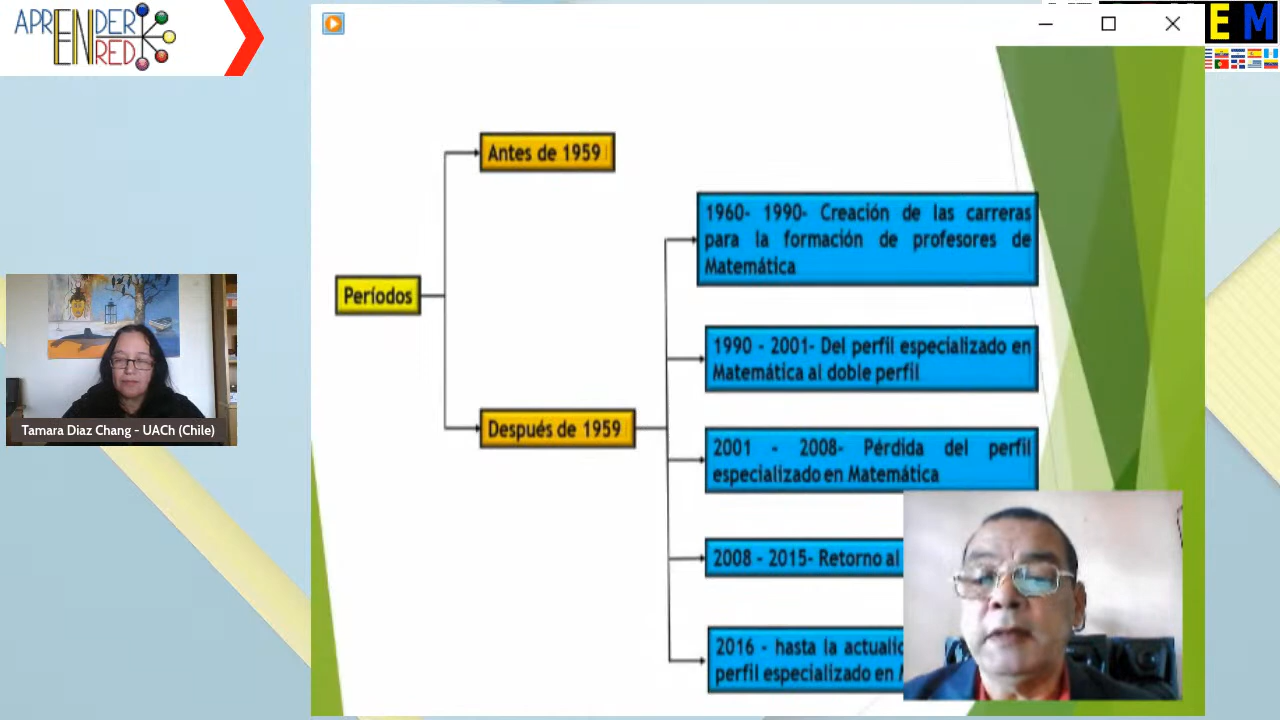 APRENDER
EN RED
E M
Antes de 1959
1960- 1990- Creación de las carreras
para la formación de profesores de
Matemática
Períodos
1990 - 2001- Del perfil especializado en
Matemática al doble perfil
Después de 1959
2001 - 2008- Pérdida del perfil
especializado en Matemática
2008 - 2015- Retorno al
2016 - hasta la
perfil especializado en
Tamara Diaz Chang - UACh (Chile)